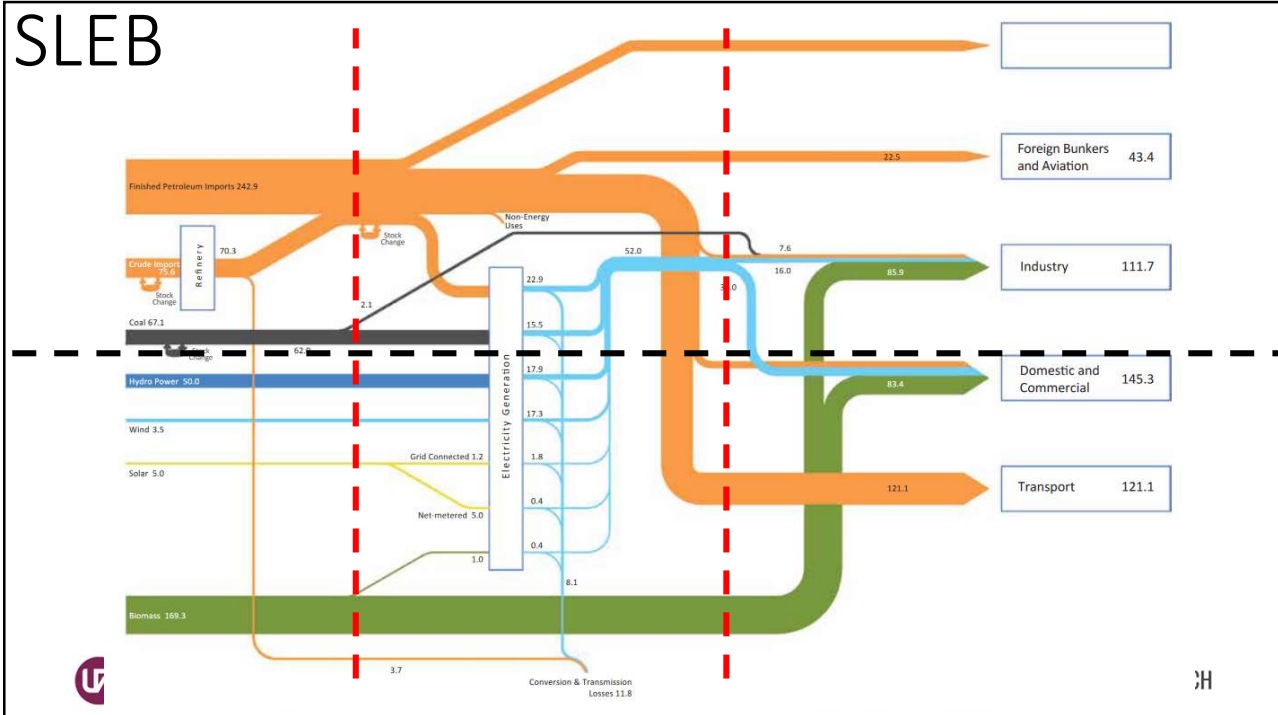 SLEB
22.5
Foreign Bunkers
and Aviation
43.4
Finished Petroleum Imports 242.9
Non-Energy
Uses
Stock
Change
70.3
Refinery
Crude Import
75.6
Stock
Change
52.0
7.6
16.0
85.9
Industry
111.7
22.9
2.1
15.5
Coal 67.1
Stock
Change
Electricity Generation
17.9
Hydro Power 50.0
83.4
Domestic and
Commercial
145.3
17.3
Wind 3.5
Grid Connected 1.2
1.8
Solar 5.0
121.1
Transport
121.1
0.4
Net-metered 5.0
0.4
1.0
8.1
Biomass 169.3
3.7
Conversion & Transmission
Losses 11.8